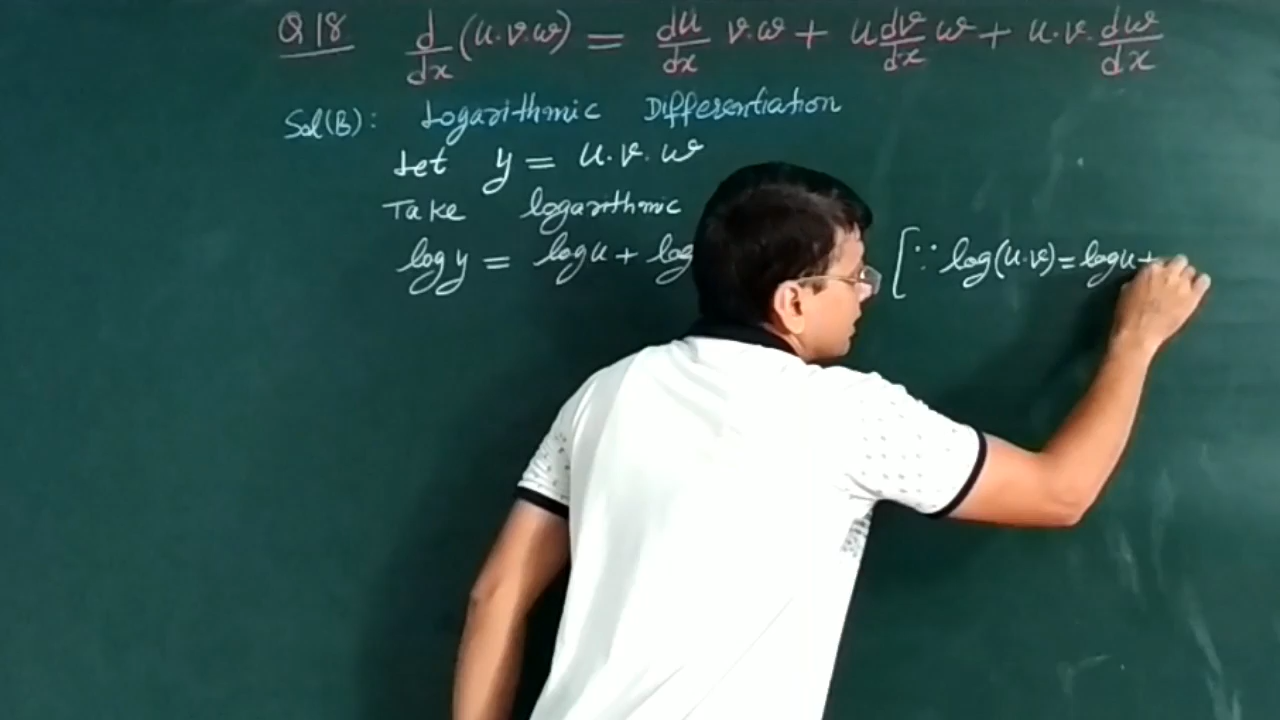 Q 18 d/dx (u.v.w) = du/dx v.w + u dv/dx w + u.v. dw/dx
Sol(B): Logarithmic Differentiation
Let y = u.v.w
Take logarithmic
log y = log u + log [∵ log(u.v) = log u +